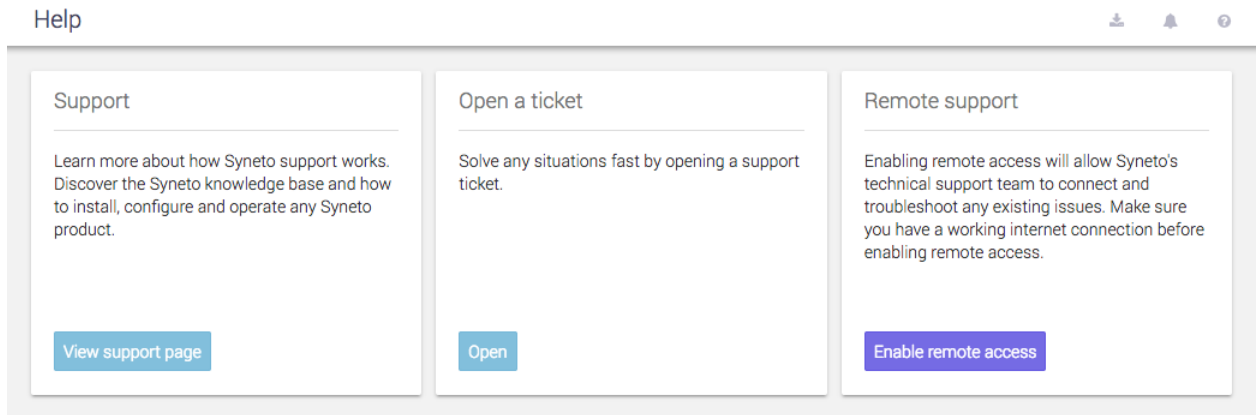 Help
Support
Learn more about how Syneto support works.
Discover the Syneto knowledge base and how
to install, configure and operate any Syneto
product.
View support page
Open a ticket
Solve any situations fast by opening a support
ticket.
Open
Remote support
Enabling remote access will allow Syneto's
technical support team to connect and
troubleshoot any existing issues. Make sure
you have a working internet connection before
enabling remote access.
Enable remote access